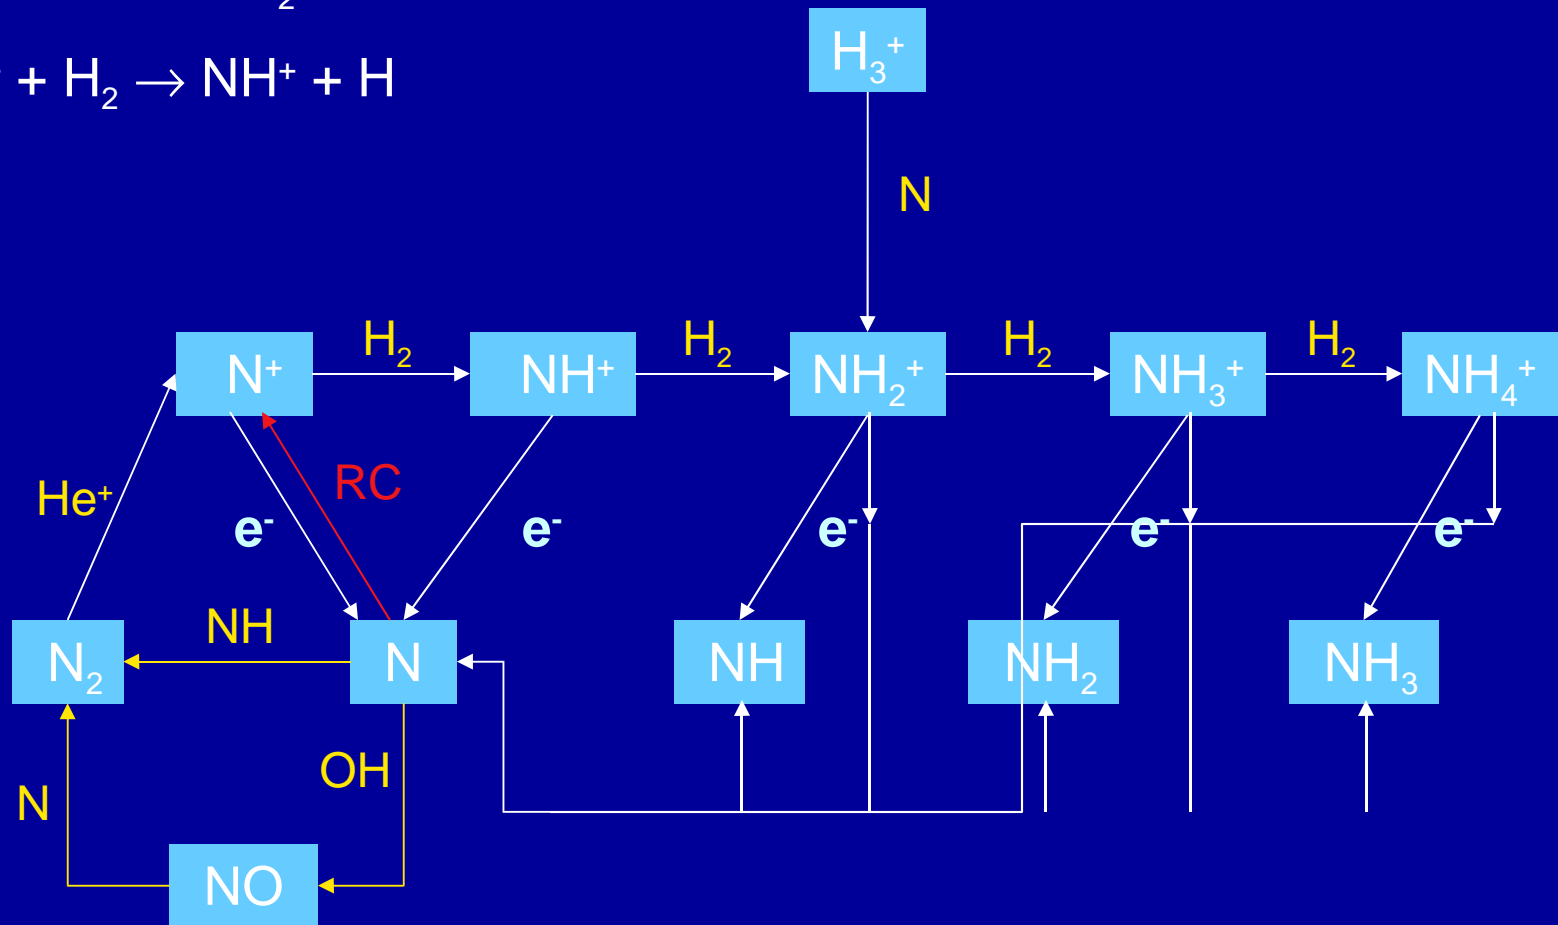 ₂
+ H₂ → NH⁺ + H
H₃⁺
N
H₂ H₂ H₂ H₂
N⁺ NH⁺ NH₂⁺ NH₃⁺ NH₄⁺
He⁺ RC
e⁻ e⁻ e⁻ e⁻ e⁻
NH
N₂ N NH NH₂ NH₃
N OH
NO